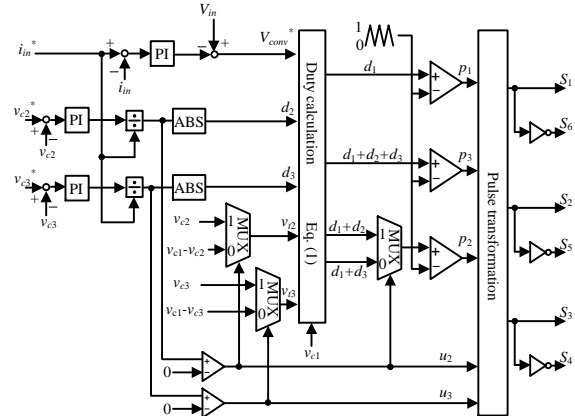 V_in
i_in* + − PI − + V_conv*
i_in
1
0
d_1 + − p_1
v_c2* + − PI ÷ ABS d_2
v_c2
S_1
S_6
v_c3* + − PI ÷ ABS d_3
v_c3
Duty calculation Eq. (1)
d_1+d_2+d_3 + − p_3
Pulse transformation
S_2
S_5
v_c2 1 MUX v_t2
v_c1-v_c2 0
d_1+d_2 1 MUX + − p_2
d_1+d_3 0
v_c3 1 MUX v_t3
v_c1-v_c3 0
v_c1
S_3
S_4
0 + − u_2
0 + − u_3